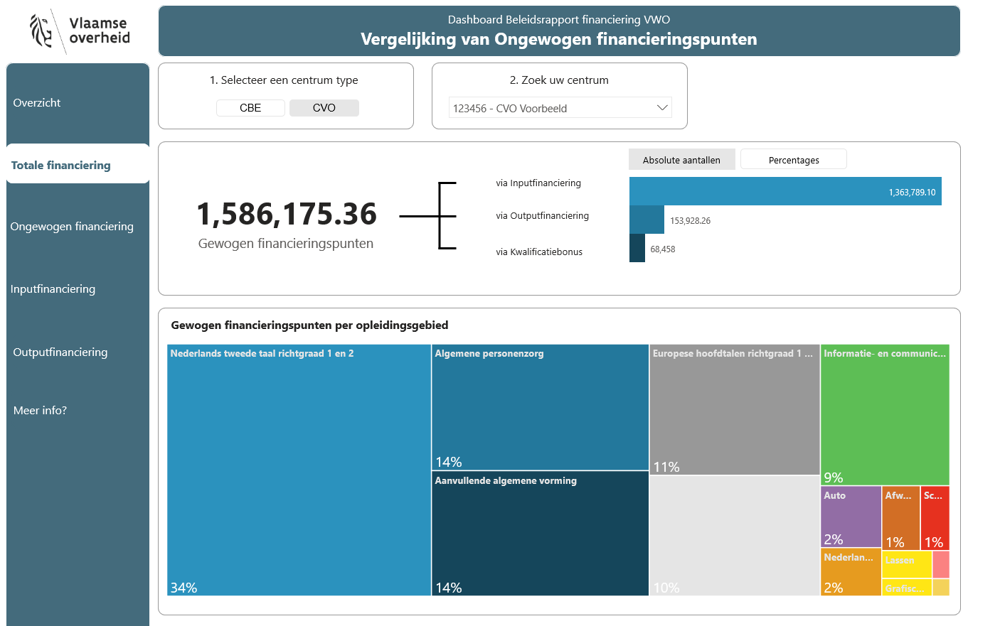 Vlaamse
overheid
Dashboard Beleidsrapport financiering VWO
Vergelijking van Ongewogen financieringspunten
Overzicht
Totale financiering
Ongewogen financiering
Inputfinanciering
Outputfinanciering
Meer info?
1. Selecteer een centrum type
CBE
CVO
2. Zoek uw centrum
123456 - CVO Voorbeeld
1,586,175.36
Gewogen financieringspunten
via Inputfinanciering
via Outputfinanciering
via Kwalificatiebonus
Absolute aantallen
Percentages
1,363,789.10
153,928.26
68,458
Gewogen financieringspunten per opleidingsgebied
Nederlands tweede taal richtgraad 1 en 2
34%
Algemene personenzorg
14%
Aanvullende algemene vorming
14%
Europese hoofdtalen richtgraad 1 ...
11%
10%
Informatie- en communic...
9%
Auto
2%
Afw...
1%
Sc...
1%
Nederlan...
2%
Lassen
Grafisc...